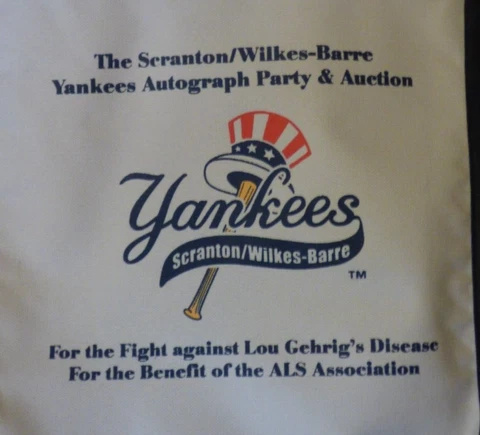 The Scranton/Wilkes-Barre
Yankees Autograph Party & Auction
Yankees
Scranton/Wilkes-Barre
TM
For the Fight against Lou Gehrig's Disease
For the Benefit of the ALS Association